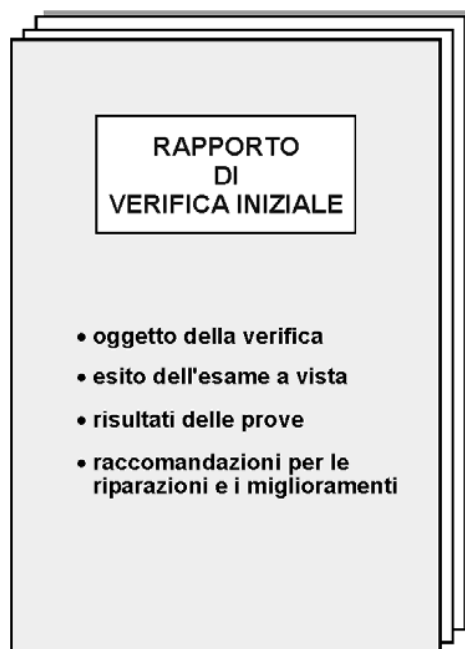 RAPPORTO
DI
VERIFICA INIZIALE
• oggetto della verifica
• esito dell'esame a vista
• risultati delle prove
• raccomandazioni per le
riparazioni e i miglioramenti